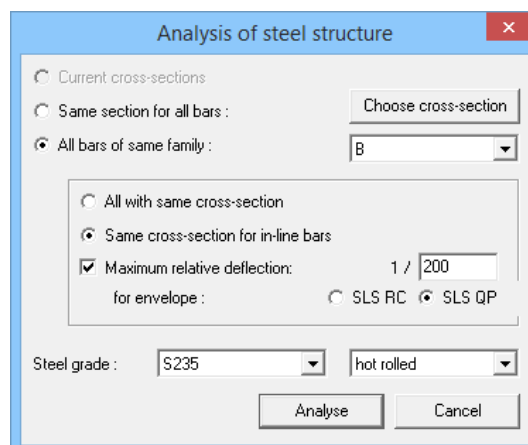 Analysis of steel structure
Current cross-sections
Same section for all bars :
Choose cross-section
All bars of same family :
B
All with same cross-section
Same cross-section for in-line bars
Maximum relative deflection: 1 / 200
for envelope : SLS RC SLS QP
Steel grade : S235 hot rolled
Analyse Cancel